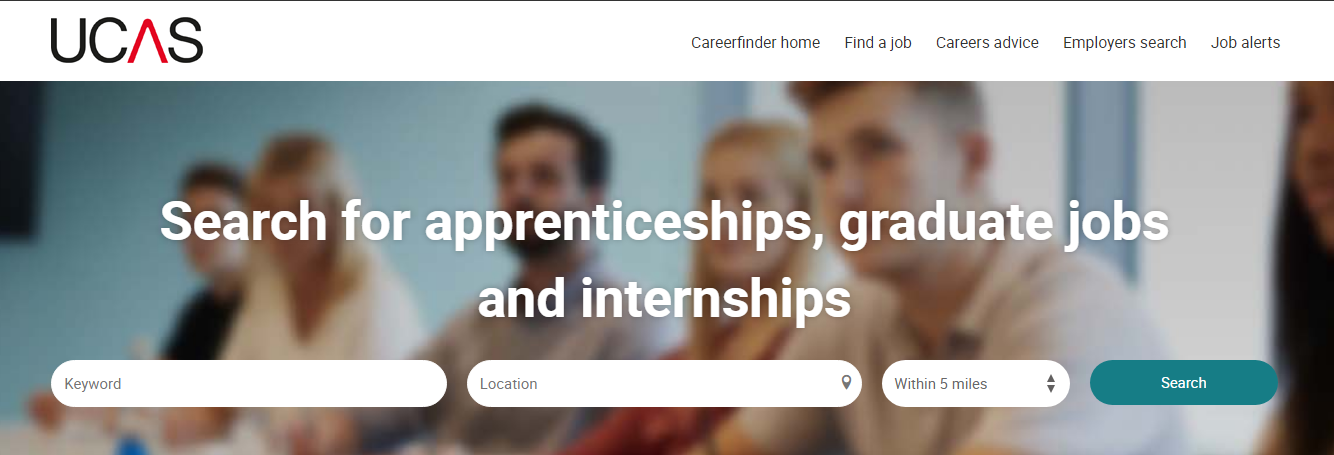 UCAS
Careerfinder home Find a job Careers advice Employers search Job alerts
Search for apprenticeships, graduate jobs
and internships
Keyword Location Within 5 miles Search